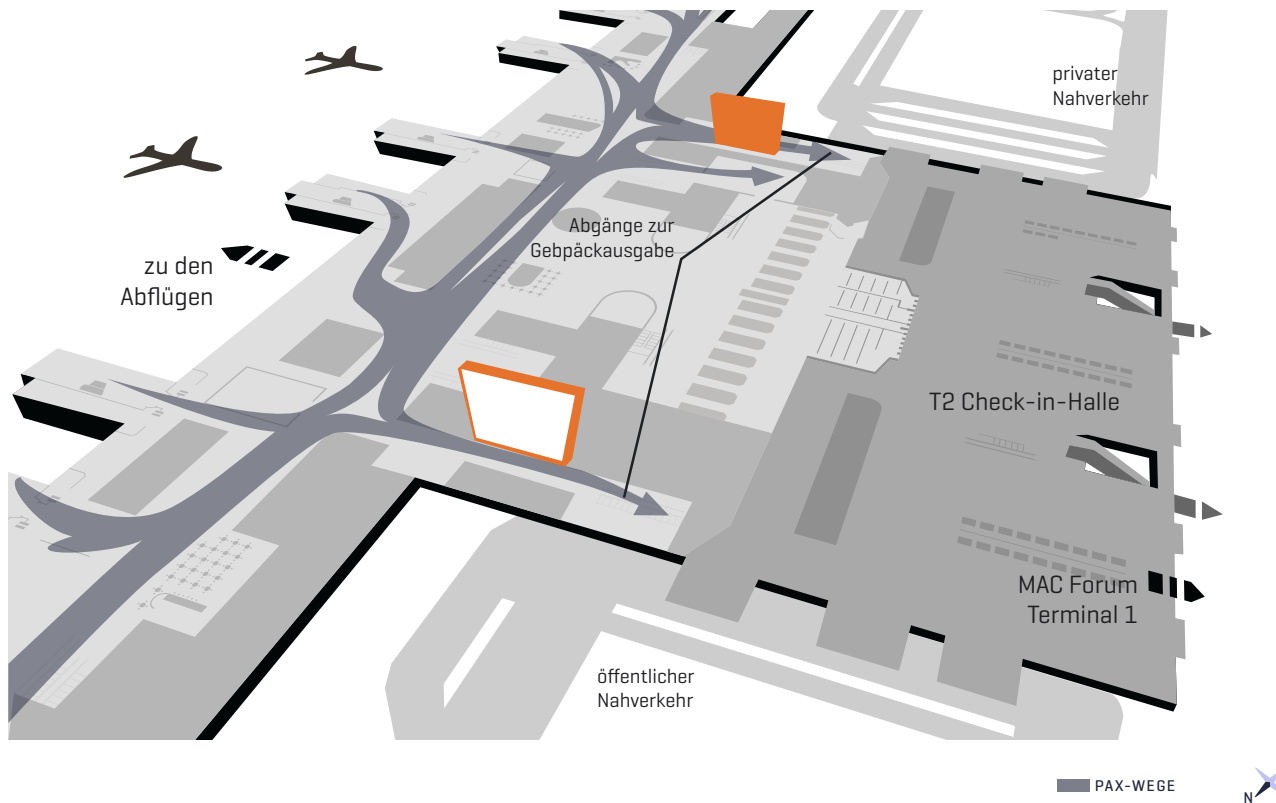 privater
Nahverkehr
Abgänge zur
Gebpäckausgabe
zu den
Abflügen
T2 Check-in-Halle
MAC Forum
Terminal 1
öffentlicher
Nahverkehr
PAX-WEGE
N